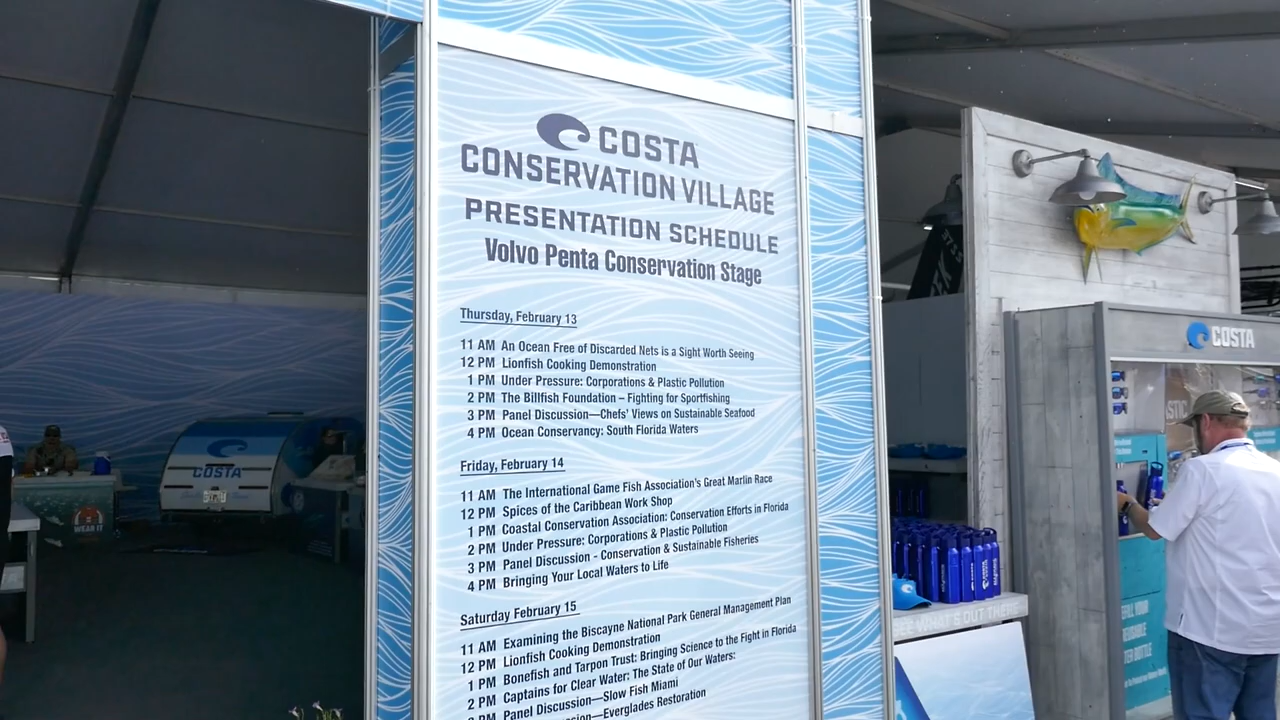 COSTA
CONSERVATION VILLAGE
PRESENTATION SCHEDULE
Volvo Penta Conservation Stage
Thursday, February 13
11 AM An Ocean Free of Discarded Nets is a Sight Worth Seeing
12 PM Lionfish Cooking Demonstration
1 PM Under Pressure: Corporations & Plastic Pollution
2 PM The Billfish Foundation – Fighting for Sportfishing
3 PM Panel Discussion—Chefs' Views on Sustainable Seafood
4 PM Ocean Conservancy: South Florida Waters
Friday, February 14
11 AM The International Game Fish Association's Great Marlin Race
12 PM Spices of the Caribbean Work Shop
1 PM Coastal Conservation Association: Conservation Efforts in Florida
2 PM Under Pressure: Corporations & Plastic Pollution
3 PM Panel Discussion - Conservation & Sustainable Fisheries
4 PM Bringing Your Local Waters to Life
Saturday February 15
11 AM Examining the Biscayne National Park General Management Plan
12 PM Lionfish Cooking Demonstration
1 PM Bonefish and Tarpon Trust: Bringing Science to the Fight in Florida
2 PM Captains for Clear Water: The State of Our Waters:
PM Panel Discussion—Slow Fish Miami
PM —Everglades Restoration
COSTA
WEAR IT
COSTA
SEE WHAT'S OUT THERE